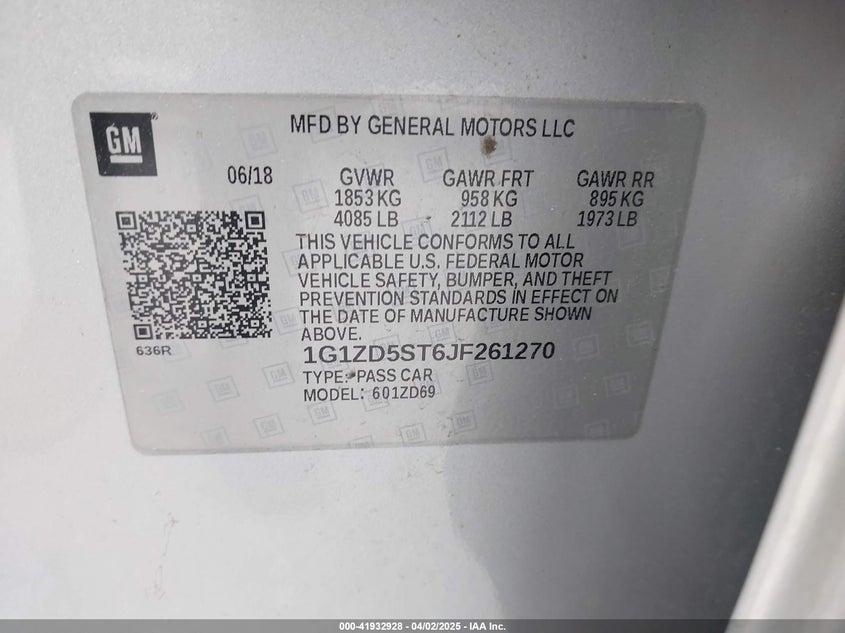 GM
MFD BY GENERAL MOTORS LLC
06/18 GVWR GAWR FRT GAWR RR
1853 KG 958 KG 895 KG
4085 LB 2112 LB 1973 LB
THIS VEHICLE CONFORMS TO ALL
APPLICABLE U.S. FEDERAL MOTOR
VEHICLE SAFETY, BUMPER, AND THEFT
PREVENTION STANDARDS IN EFFECT ON
THE DATE OF MANUFACTURE SHOWN
ABOVE.
636R
1G1ZD5ST6JF261270
TYPE: PASS CAR
MODEL: 601ZD69
000-41932928 - 04/02/2025 - IAA Inc.